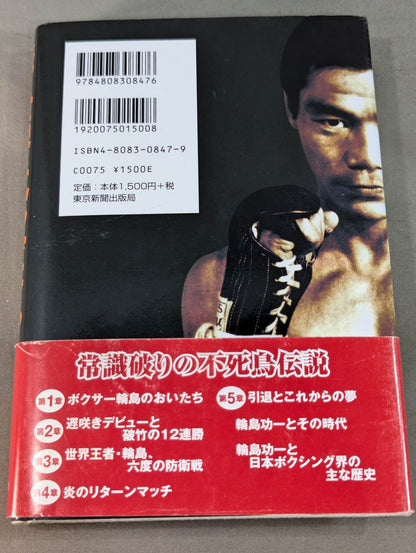 9784808308476
1920075015008
ISBN4-8083-0847-9
C0075 ¥1500E
定価：本体1,500円+税
東京新聞出版局
常識破りの不死鳥伝説
第1章 ボクサー輪島のおいたち
第2章 遅咲きデビューと
破竹の12連勝
第3章 世界王者・輪島、
六度の防衛戦
第4章 炎のリターンマッチ
第5章 引退とこれからの夢
輪島功一とその時代
輪島功一と
日本ボクシング界の
主な歴史